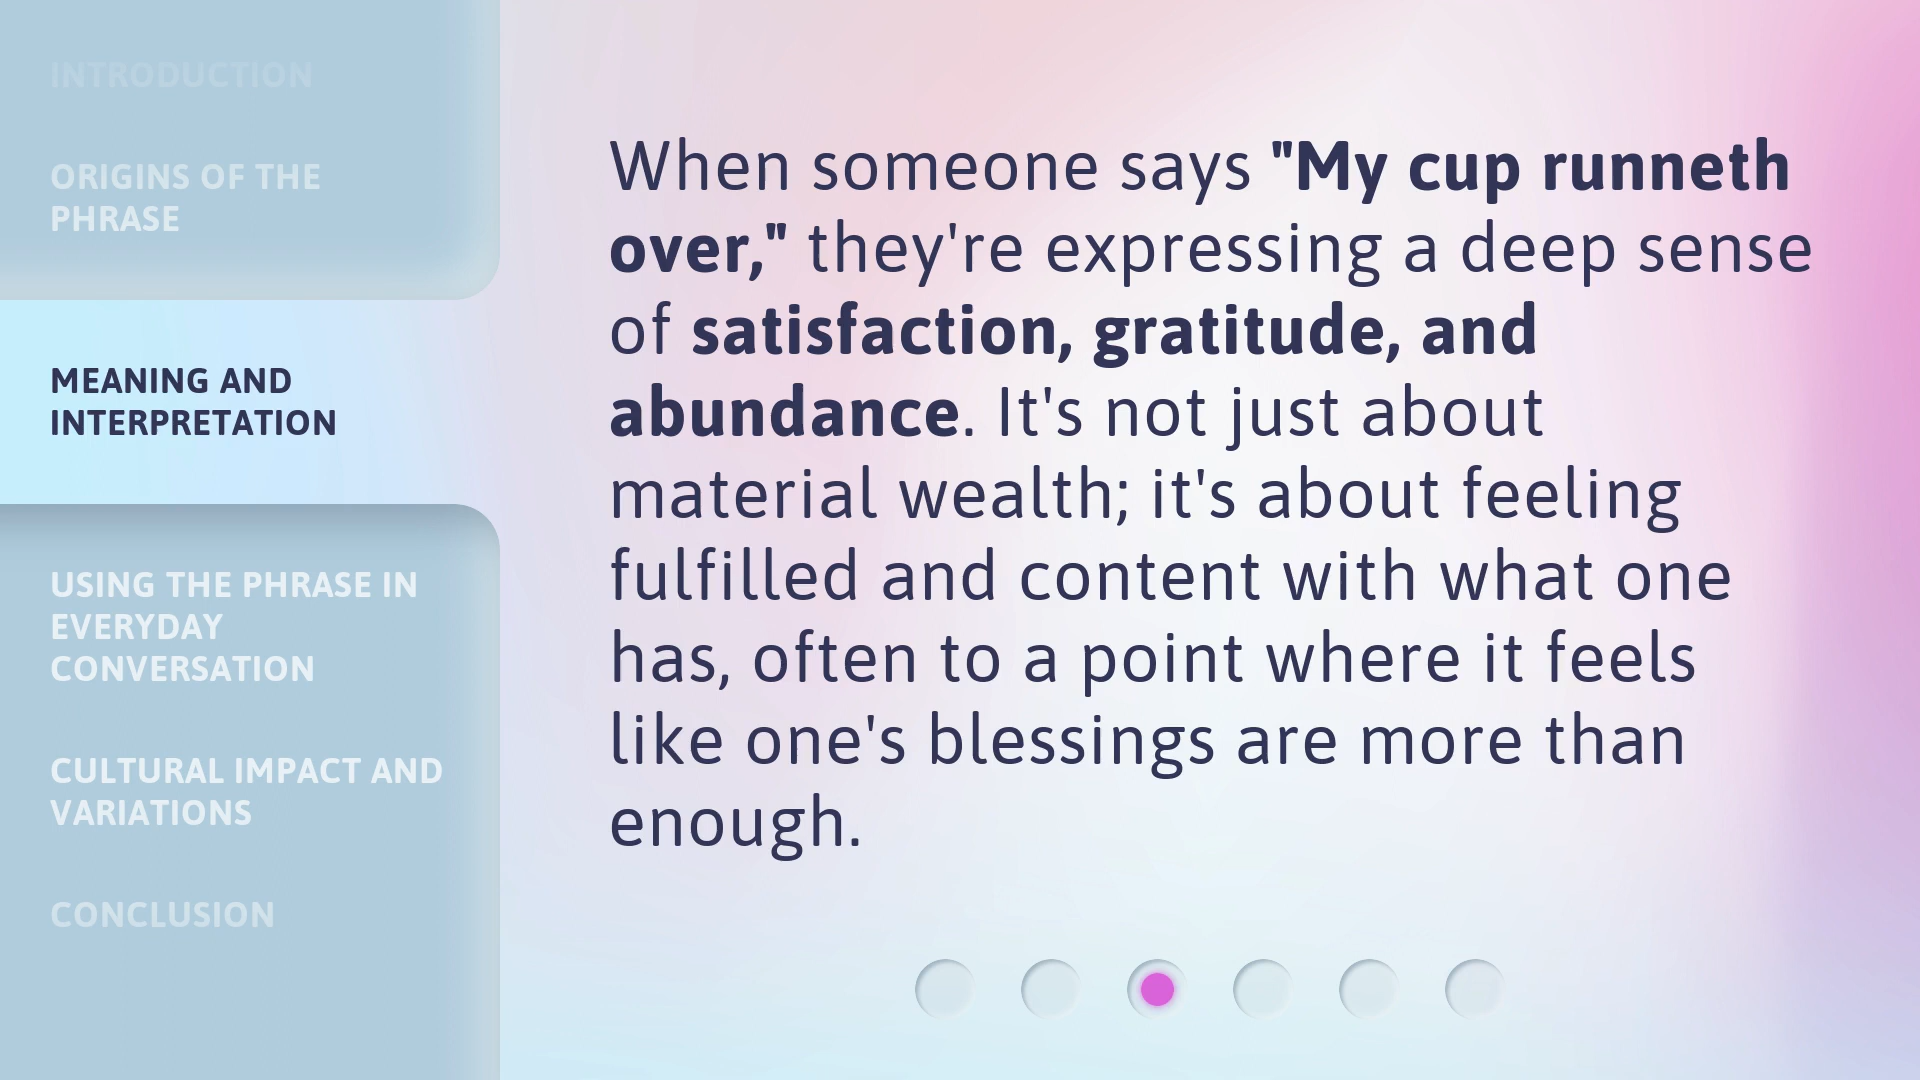 INTRODUCTION
ORIGINS OF THE
PHRASE
MEANING AND
INTERPRETATION
USING THE PHRASE IN
EVERYDAY
CONVERSATION
CULTURAL IMPACT AND
VARIATIONS
CONCLUSION
When someone says "My cup runneth
over," they're expressing a deep sense
of satisfaction, gratitude, and
abundance. It's not just about
material wealth; it's about feeling
fulfilled and content with what one
has, often to a point where it feels
like one's blessings are more than
enough.